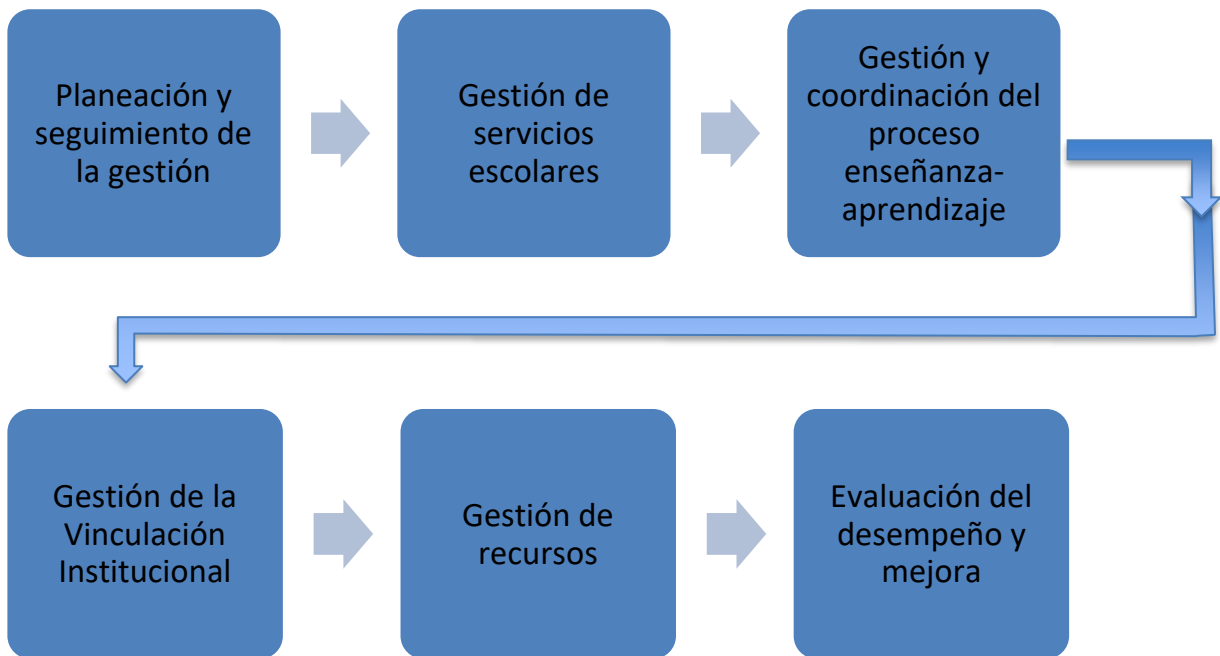 Planeación y
seguimiento de
la gestión
Gestión de
servicios
escolares
Gestión y
coordinación del
proceso
enseñanza-
aprendizaje
Gestión de la
Vinculación
Institucional
Gestión de
recursos
Evaluación del
desempeño y
mejora